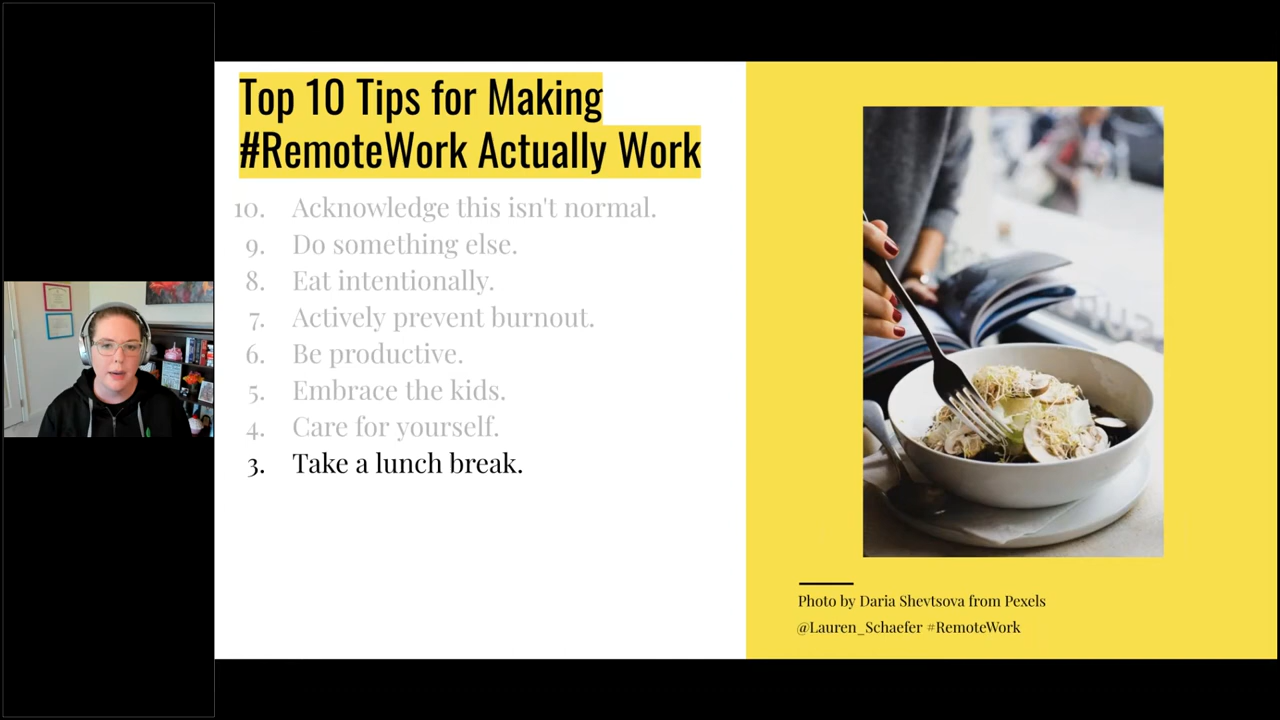 Top 10 Tips for Making
#RemoteWork Actually Work
10. Acknowledge this isn't normal.
9. Do something else.
8. Eat intentionally.
7. Actively prevent burnout.
6. Be productive.
5. Embrace the kids.
4. Care for yourself.
3. Take a lunch break.
Photo by Daria Shevtsova from Pexels
@Lauren_Schaefer #RemoteWork